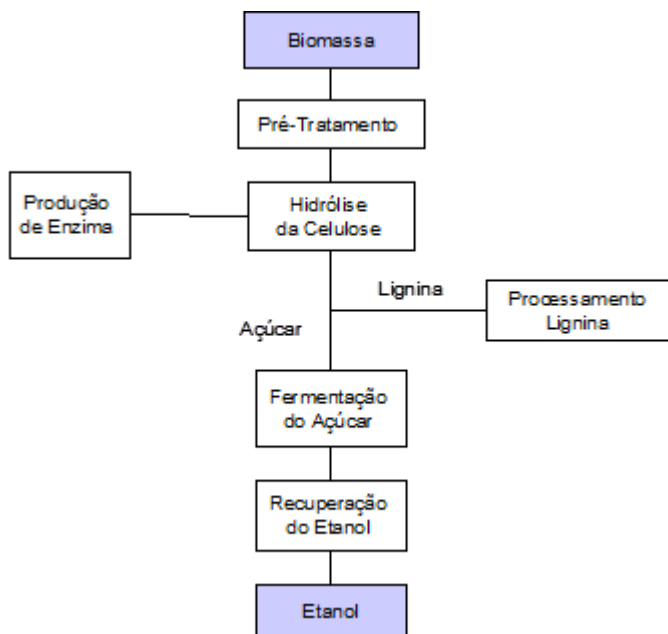 Biomassa
Pré-Tratamento
Produção
de Enzima
Hidrólise
da Celulose
Lignina
Processamento
Lignina
Açúcar
Fermentação
do Açúcar
Recuperação
do Etanol
Etanol